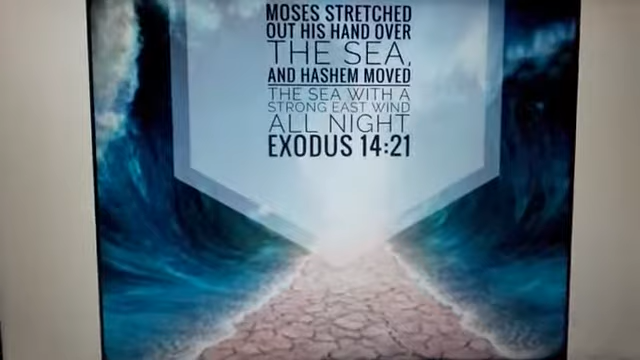 MOSES STRETCHED
OUT HIS HAND OVER
THE SEA,
AND HASHEM MOVED
THE SEA WITH A
STRONG EAST WIND
ALL NIGHT
EXODUS 14:21